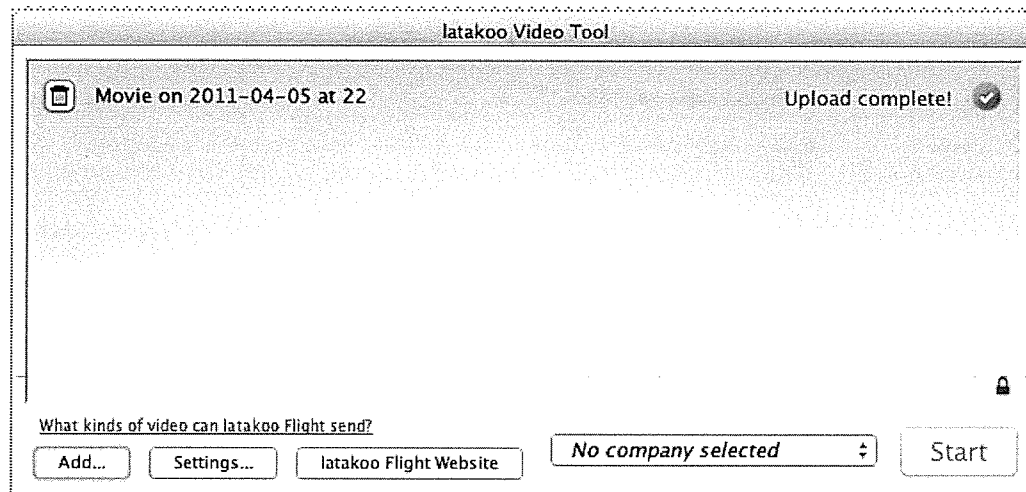 latakoo Video Tool
Movie on 2011-04-05 at 22 Upload complete!
What kinds of video can latakoo Flight send?
Add... Settings... latakoo Flight Website No company selected Start